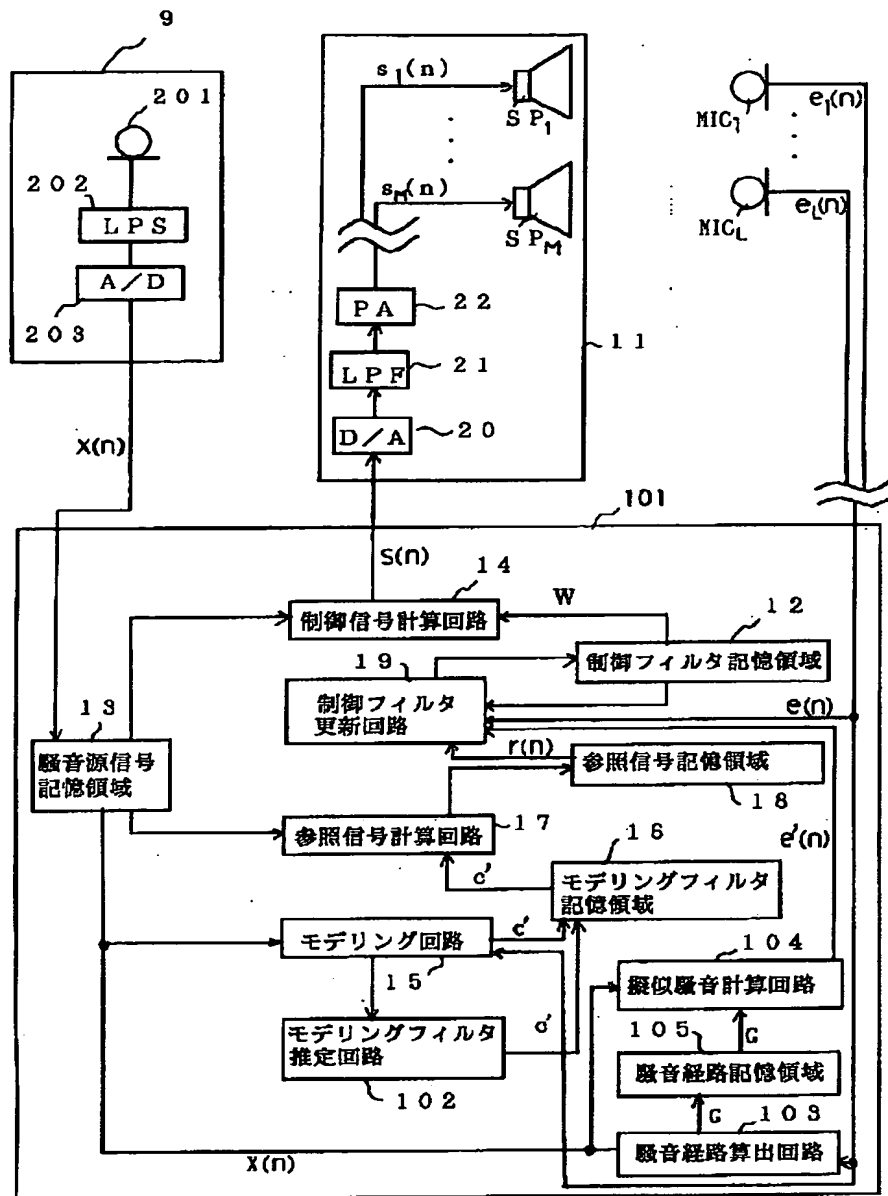 9
201
202
LPS
A/D
203
X(n)
s1(n)
SP1
sM(n)
SPM
PA
22
LPF
21
D/A
20
11
MIC1
e1(n)
MICL
eL(n)
101
S(n)
14
制御信号計算回路
W
12
制御フィルタ記憶領域
19
制御フィルタ
更新回路
e(n)
13
騒音源信号
記憶領域
r(n)
参照信号記憶領域
18
参照信号計算回路
17
e'(n)
16
c'
モデリングフィルタ
記憶領域
モデリング回路
c'
15
104
擬似騒音計算回路
モデリングフィルタ
推定回路
c'
102
105
G
騒音経路記憶領域
G
103
騒音経路算出回路
X(n)